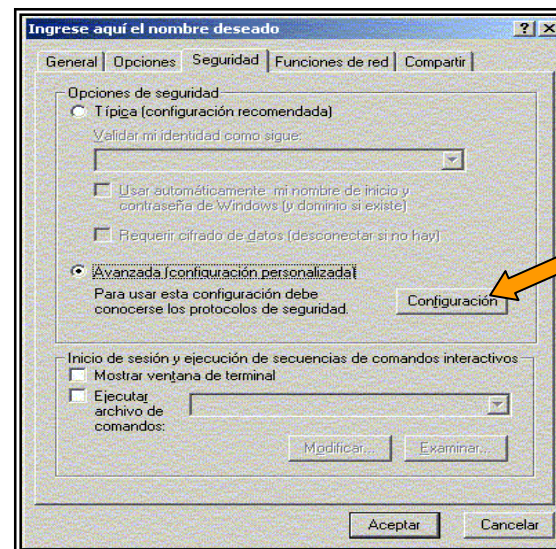 Ingrese aquí el nombre deseado
General Opciones Seguridad Funciones de red Compartir
Opciones de seguridad
Típica (configuración recomendada)
Validar mi identidad como sigue:
Usar automáticamente mi nombre de inicio y
contraseña de Windows (y dominio si existe)
Requerir cifrado de datos (desconectar si no hay)
Avanzada (configuración personalizada)
Para usar esta configuración debe
conocerse los protocolos de seguridad.
Configuración
Inicio de sesión y ejecución de secuencias de comandos interactivos
Mostrar ventana de terminal
Ejecutar
archivo de
comandos:
Modificar... Examinar...
Aceptar Cancelar